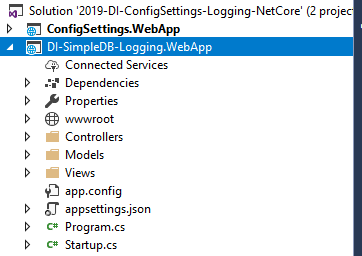 Solution '2019-DI-ConfigSettings-Logging-NetCore' (2 projec
ConfigSettings.WebApp
DI-SimpleDB-Logging.WebApp
Connected Services
Dependencies
Properties
wwwroot
Controllers
Models
Views
app.config
appsettings.json
C# Program.cs
C# Startup.cs